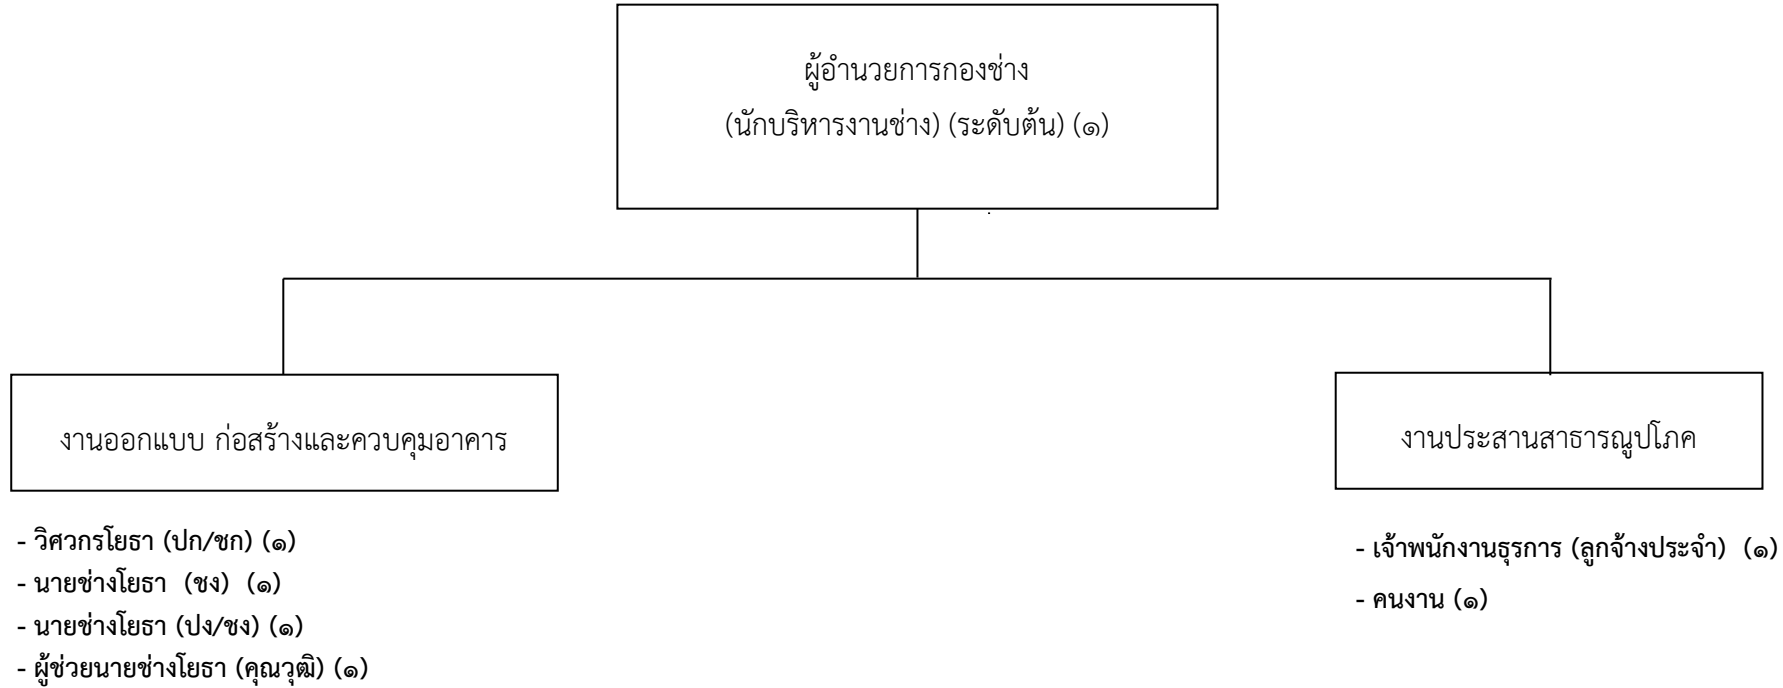 ผู้อำนวยการกองช่าง
(นักบริหารงานช่าง) (ระดับต้น) (๑)
งานออกแบบ ก่อสร้างและควบคุมอาคาร
- วิศวกรโยธา (ปก/ชก) (๑)
- นายช่างโยธา (ชง) (๑)
- นายช่างโยธา (ปง/ชง) (๑)
- ผู้ช่วยนายช่างโยธา (คุณวุฒิ) (๑)
งานประสานสาธารณูปโภค
- เจ้าพนักงานธุรการ (ลูกจ้างประจำ) (๑)
- คนงาน (๑)